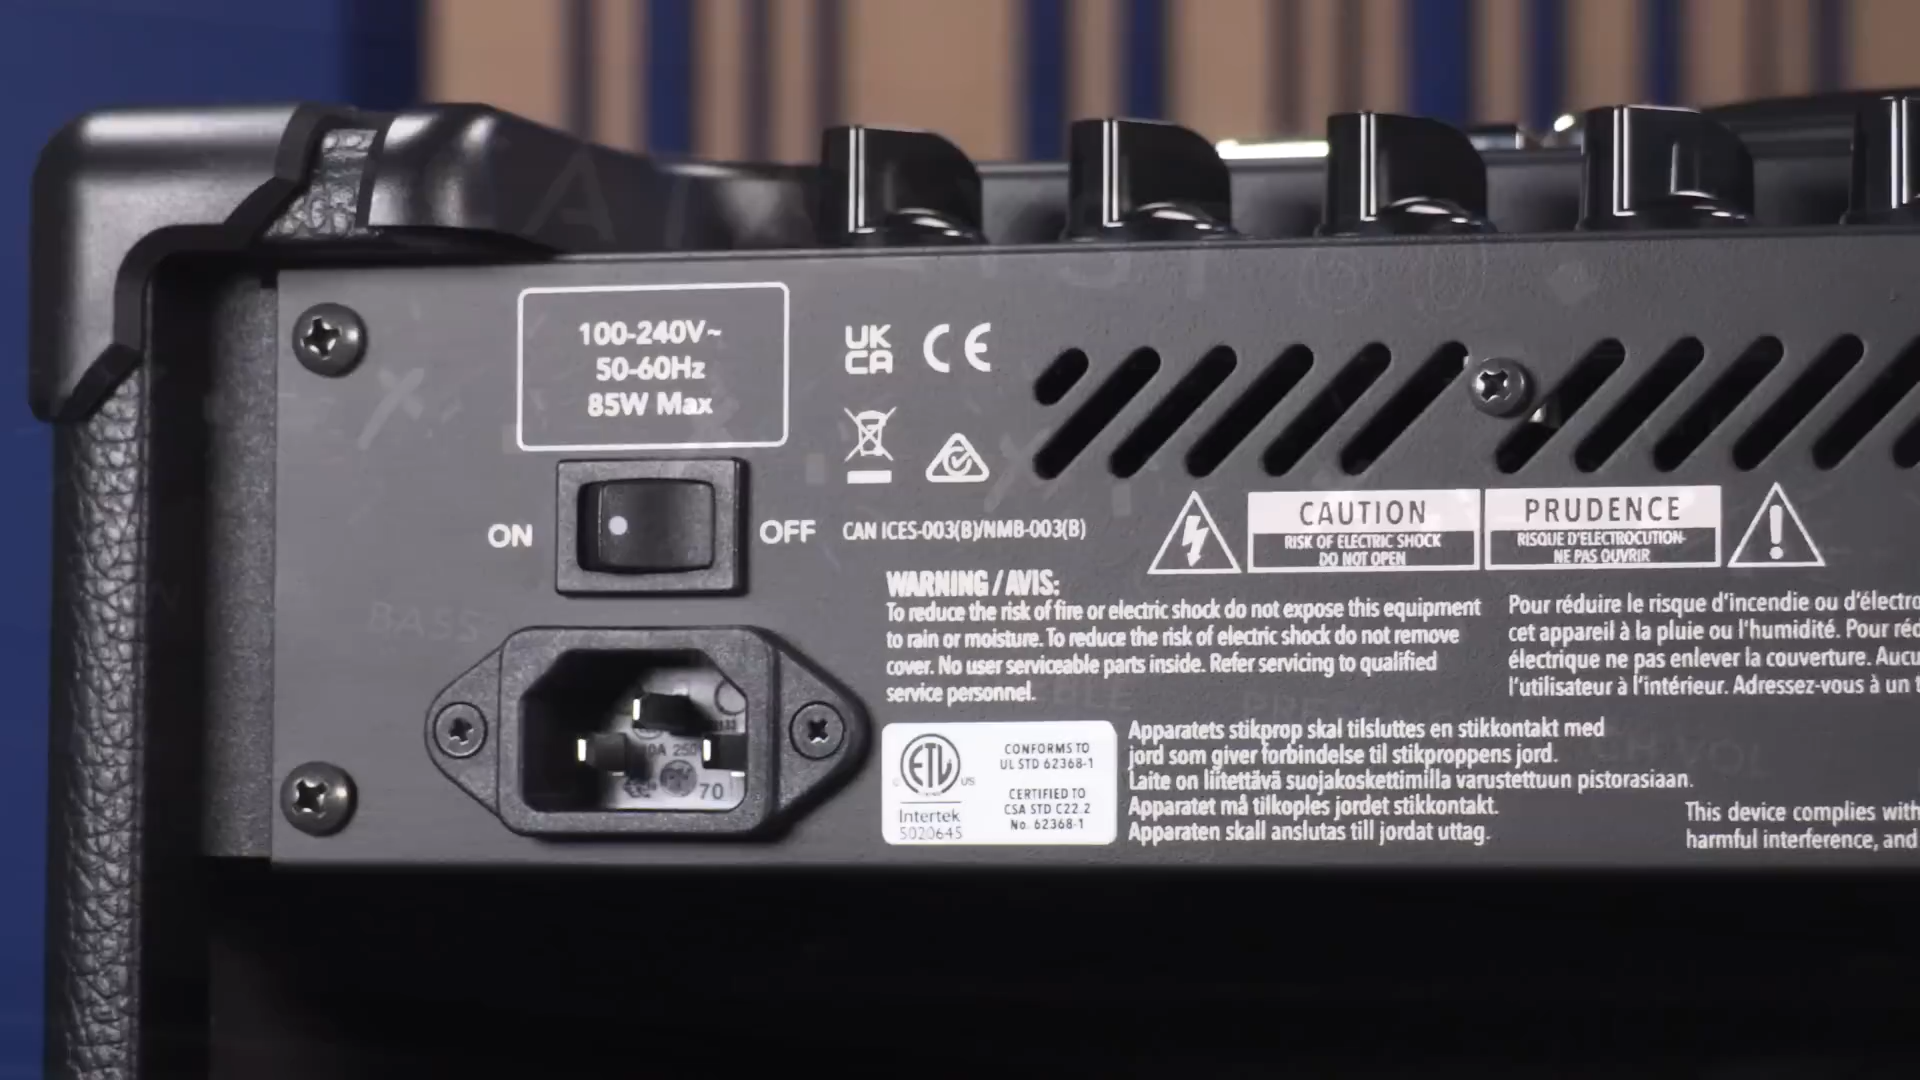 100-240V~
50-60Hz
85W Max
UK
CA
CE
ON
OFF
CAN ICES-003(B)/NMB-003(B)
CAUTION
RISK OF ELECTRIC SHOCK
DO NOT OPEN
PRUDENCE
RISQUE D'ELECTROCUTION-
NE PAS OUVRIR
WARNING / AVIS:
To reduce the risk of fire or electric shock do not expose this equipment
to rain or moisture. To reduce the risk of electric shock do not remove
cover. No user serviceable parts inside. Refer servicing to qualified
service personnel.
Pour réduire le risque d'incendie ou d'électro
cet appareil à la pluie ou l'humidité. Pour réd
électrique ne pas enlever la couverture. Aucu
l'utilisateur à l'intérieur. Adressez-vous à un t
ETL
C US
Intertek
5020645
CONFORMS TO
UL STD 62368-1
CERTIFIED TO
CSA STD C22.2
No. 62368-1
Apparatets stikprop skal tilsluttes en stikkontakt med
jord som giver forbindelse til stikproppens jord.
Laite on liitettävä suojakoskettimilla varustettuun pistorasiaan.
Apparatet må tilkoples jordet stikkontakt.
Apparaten skall anslutas till jordat uttag.
This device complies with
harmful interference, and
70
BASS